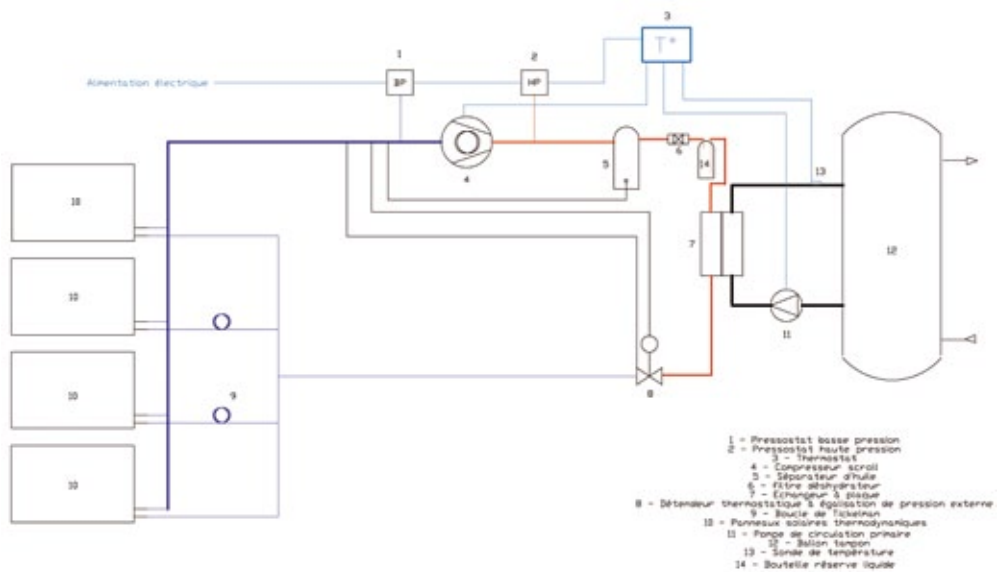 3
1
2
T°
Alimentation électrique
BP
HP
4
5
6
14
13
10
7
12
10
11
10
9
8
10
1 - Pressostat basse pression
2 - Pressostat haute pression
3 - Thermostat
4 - Compresseur scroll
5 - Séparateur d'huile
6 - filtre déshydrateur
7 - Echangeur à plaque
8 - Détendeur thermostatique à égalisation de pression externe
9 - Boucle de Tickelman
10 - Panneaux solaires thermodynamiques
11 - Pompe de circulation primaire
12 - Ballon tampon
13 - Sonde de température
14 - Bouteille réserve liquide